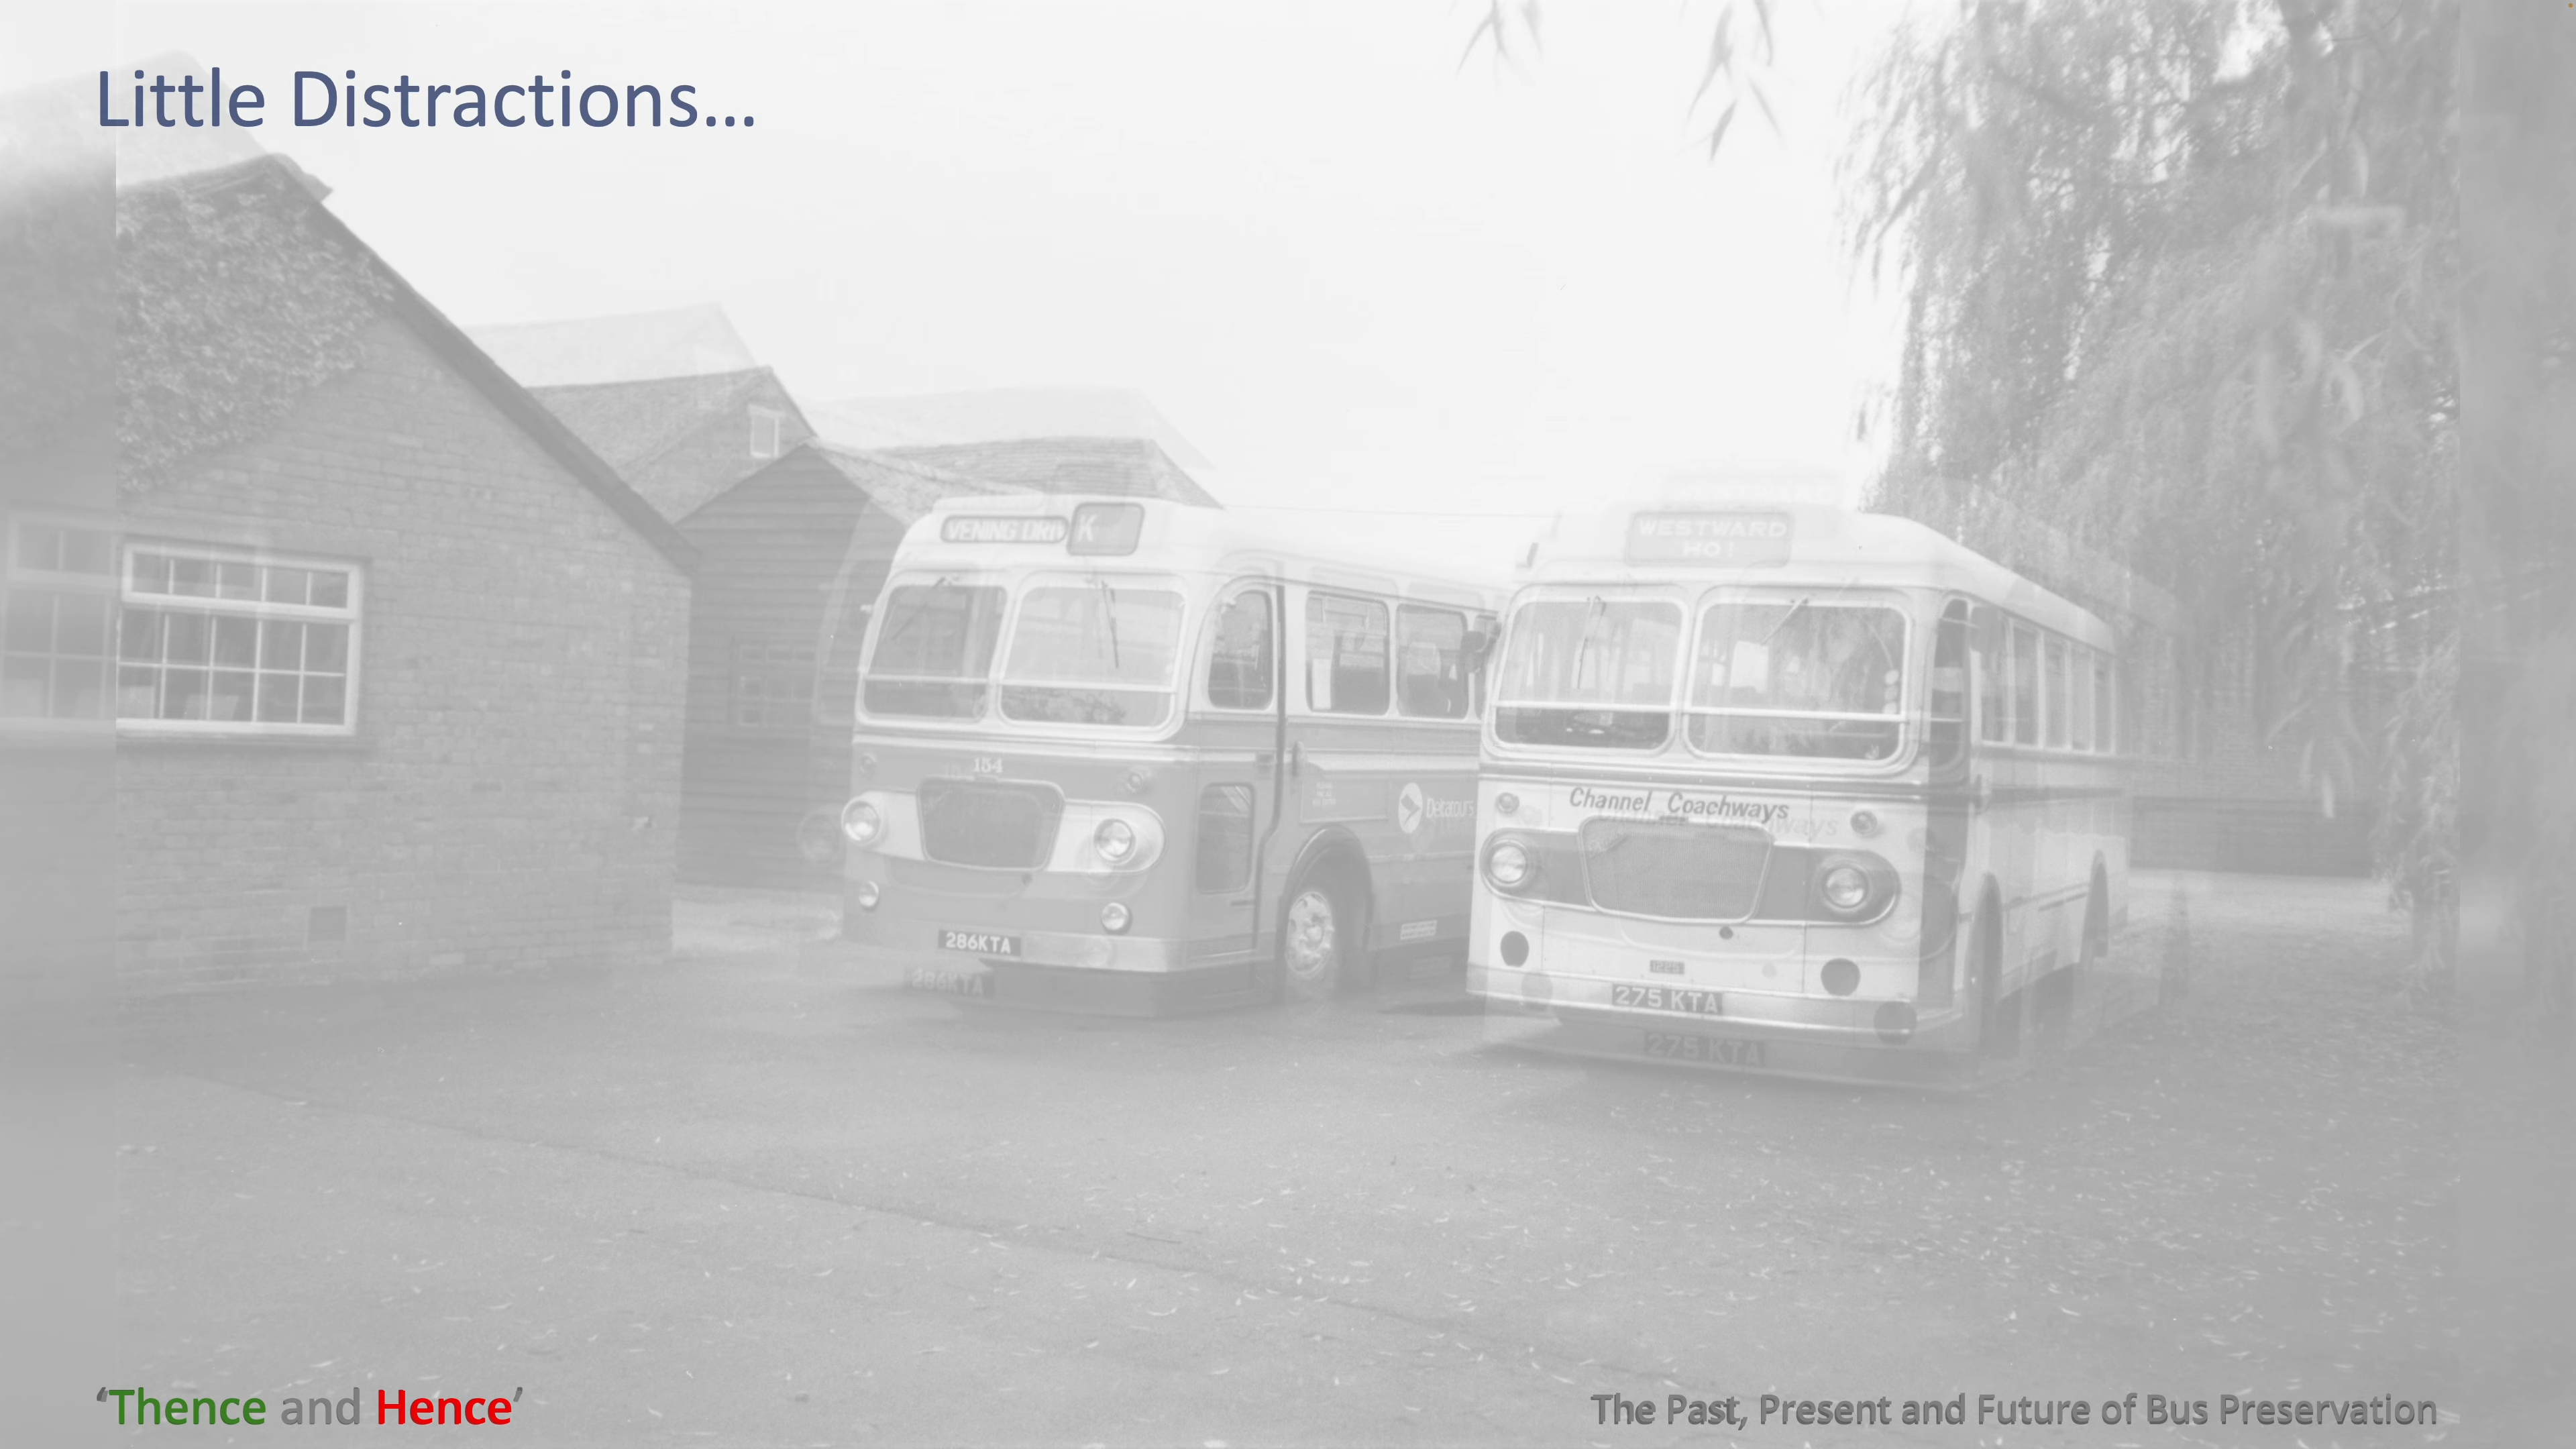 Little Distractions...
VENING DRIV K
WESTWARD
HO!
154
Channel Coachways
286KTA
275 KTA
‘Thence and Hence’
The Past, Present and Future of Bus Preservation